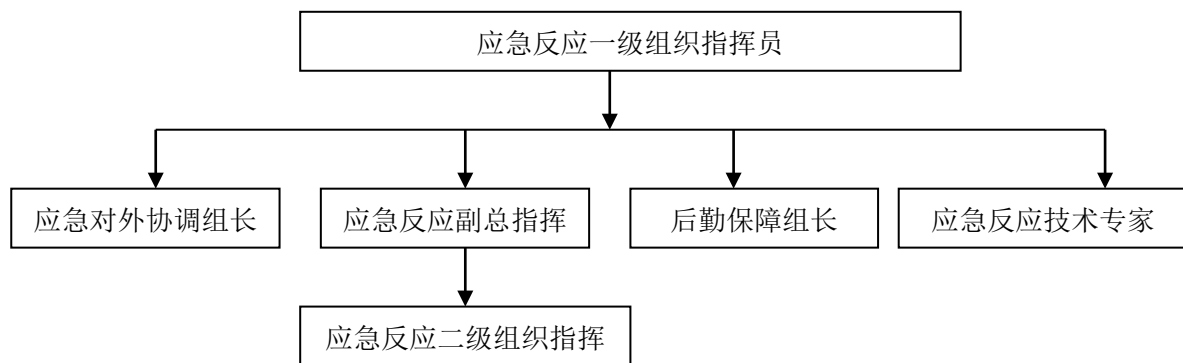 应急反应一级组织指挥员
应急对外协调组长
应急反应副总指挥
后勤保障组长
应急反应技术专家
应急反应二级组织指挥